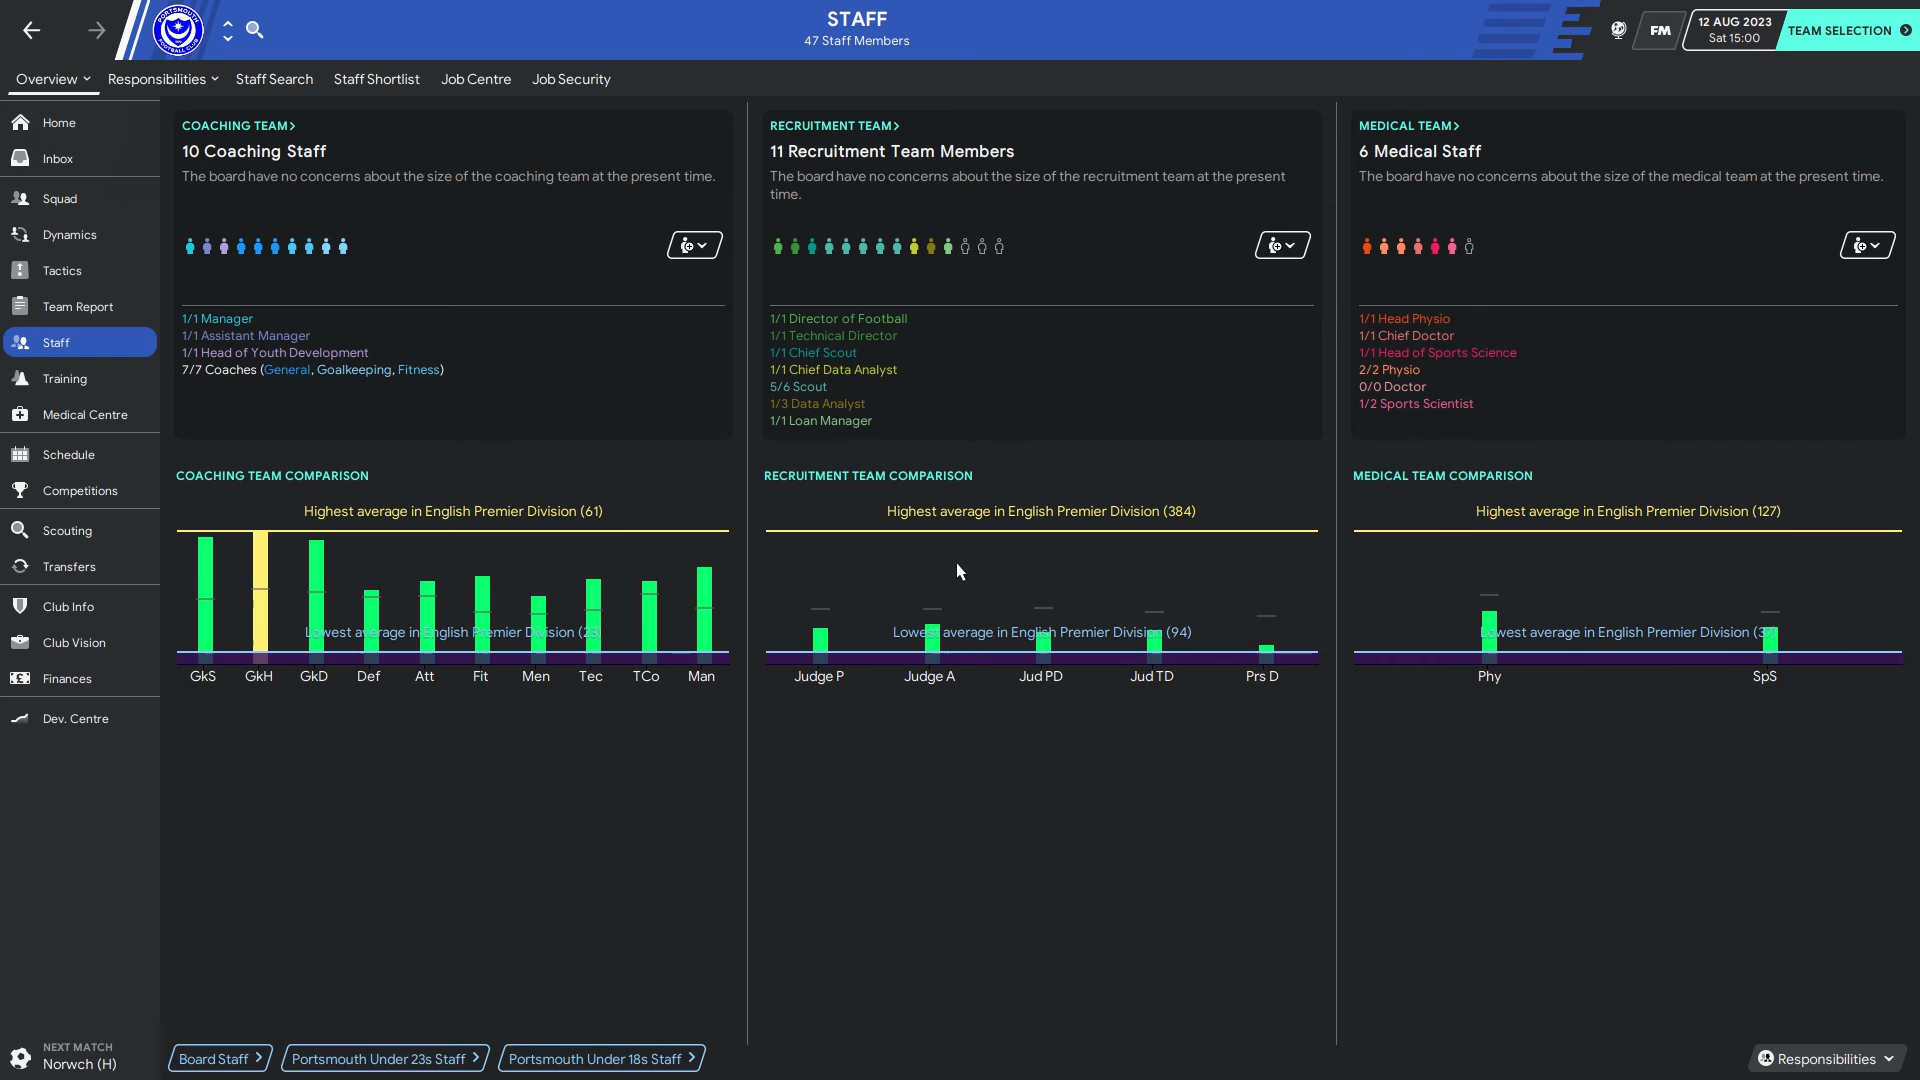 STAFF
47 Staff Members
FM
12 AUG 2023
Sat 15:00
TEAM SELECTION
PORTSMOUTH
FOOTBALL CLUB
Overview
Responsibilities
Staff Search
Staff Shortlist
Job Centre
Job Security
Home
Inbox
Squad
Dynamics
Tactics
Team Report
Staff
Training
Medical Centre
Schedule
Competitions
Scouting
Transfers
Club Info
Club Vision
Finances
Dev. Centre
NEXT MATCH
Norwch (H)
COACHING TEAM
10 Coaching Staff
The board have no concerns about the size of the coaching team at the present time.
1/1 Manager
1/1 Assistant Manager
1/1 Head of Youth Development
7/7 Coaches (General, Goalkeeping, Fitness)
COACHING TEAM COMPARISON
Highest average in English Premier Division (61)
Lowest average in English Premier Division (23)
GkS GkH GkD Def Att Fit Men Tec TCo Man
RECRUITMENT TEAM
11 Recruitment Team Members
The board have no concerns about the size of the recruitment team at the present
time.
1/1 Director of Football
1/1 Technical Director
1/1 Chief Scout
1/1 Chief Data Analyst
5/6 Scout
1/3 Data Analyst
1/1 Loan Manager
RECRUITMENT TEAM COMPARISON
Highest average in English Premier Division (384)
Lowest average in English Premier Division (94)
Judge P Judge A Jud PD Jud TD Prs D
MEDICAL TEAM
6 Medical Staff
The board have no concerns about the size of the medical team at the present time.
1/1 Head Physio
1/1 Chief Doctor
1/1 Head of Sports Science
2/2 Physio
0/0 Doctor
1/2 Sports Scientist
MEDICAL TEAM COMPARISON
Highest average in English Premier Division (127)
Lowest average in English Premier Division (37)
Phy SpS
Board Staff
Portsmouth Under 23s Staff
Portsmouth Under 18s Staff
Responsibilities